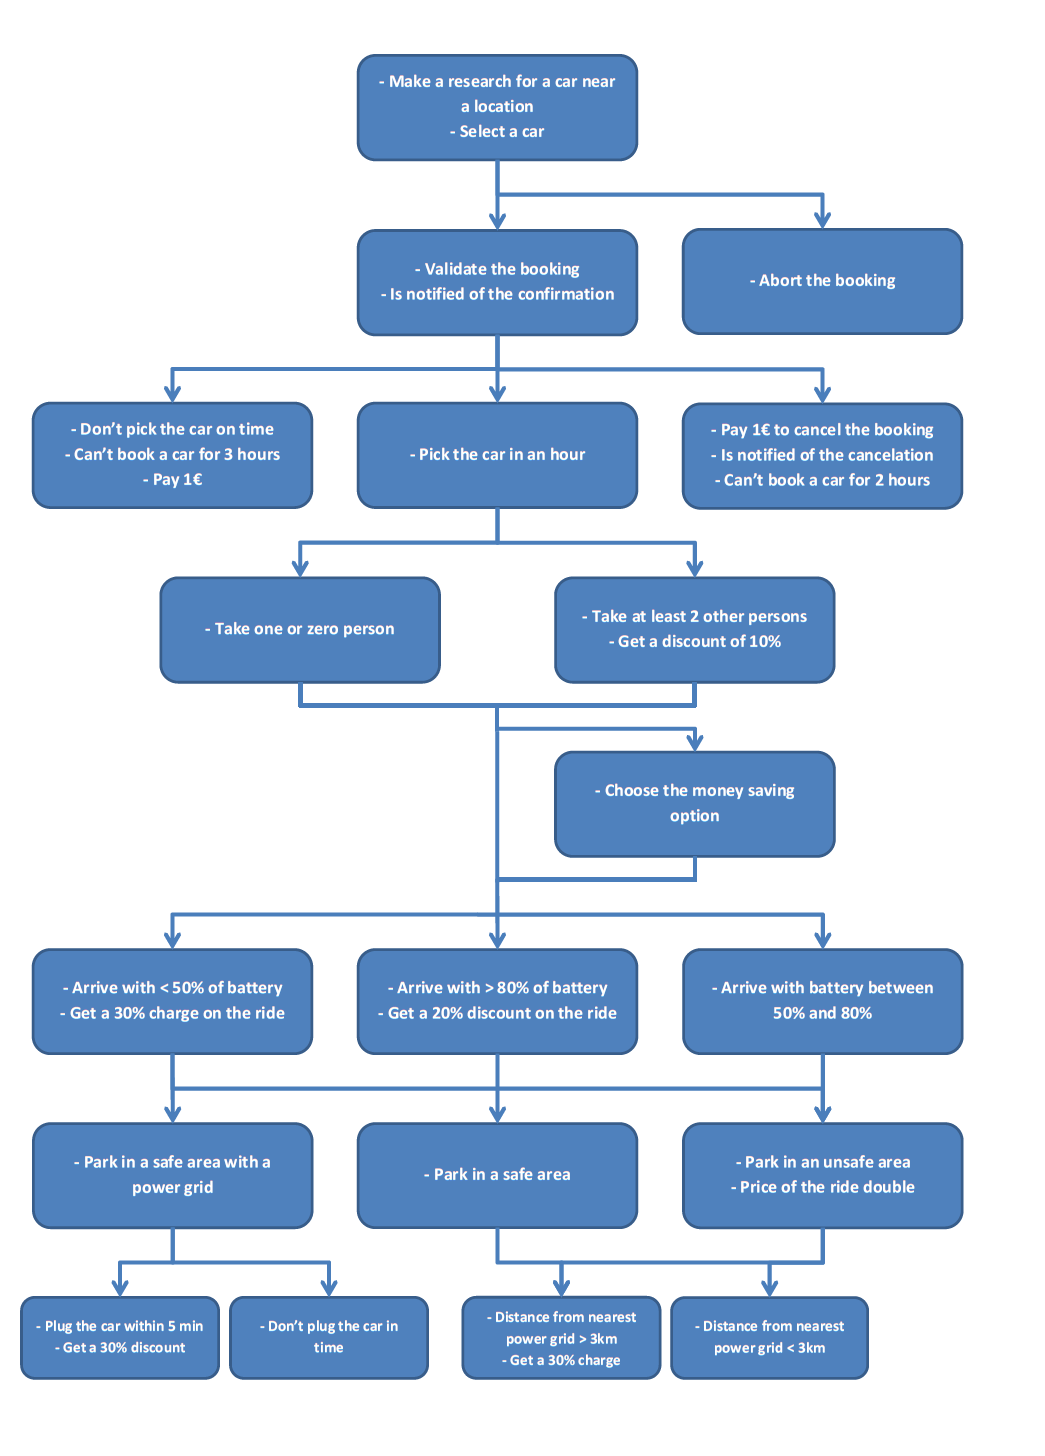 - Make a research for a car near
a location
- Select a car
- Validate the booking
- Is notified of the confirmation
- Abort the booking
- Don't pick the car on time
- Can't book a car for 3 hours
- Pay 1€
- Pick the car in an hour
- Pay 1€ to cancel the booking
- Is notified of the cancelation
- Can't book a car for 2 hours
- Take one or zero person
- Take at least 2 other persons
- Get a discount of 10%
- Choose the money saving
option
- Arrive with < 50% of battery
- Get a 30% charge on the ride
- Arrive with > 80% of battery
- Get a 20% discount on the ride
- Arrive with battery between
50% and 80%
- Park in a safe area with a
power grid
- Park in a safe area
- Park in an unsafe area
- Price of the ride double
- Plug the car within 5 min
- Get a 30% discount
- Don't plug the car in
time
- Distance from nearest
power grid > 3km
- Get a 30% charge
- Distance from nearest
power grid < 3km